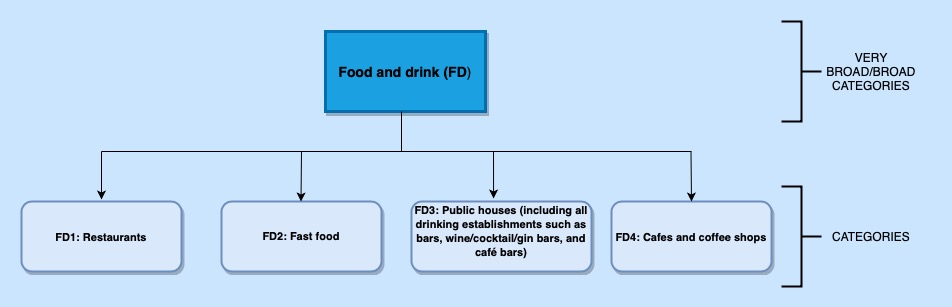 Food and drink (FD)
VERY
BROAD/BROAD
CATEGORIES
FD1: Restaurants
FD2: Fast food
FD3: Public houses (including all
drinking establishments such as
bars, wine/cocktail/gin bars, and
café bars)
FD4: Cafes and coffee shops
CATEGORIES